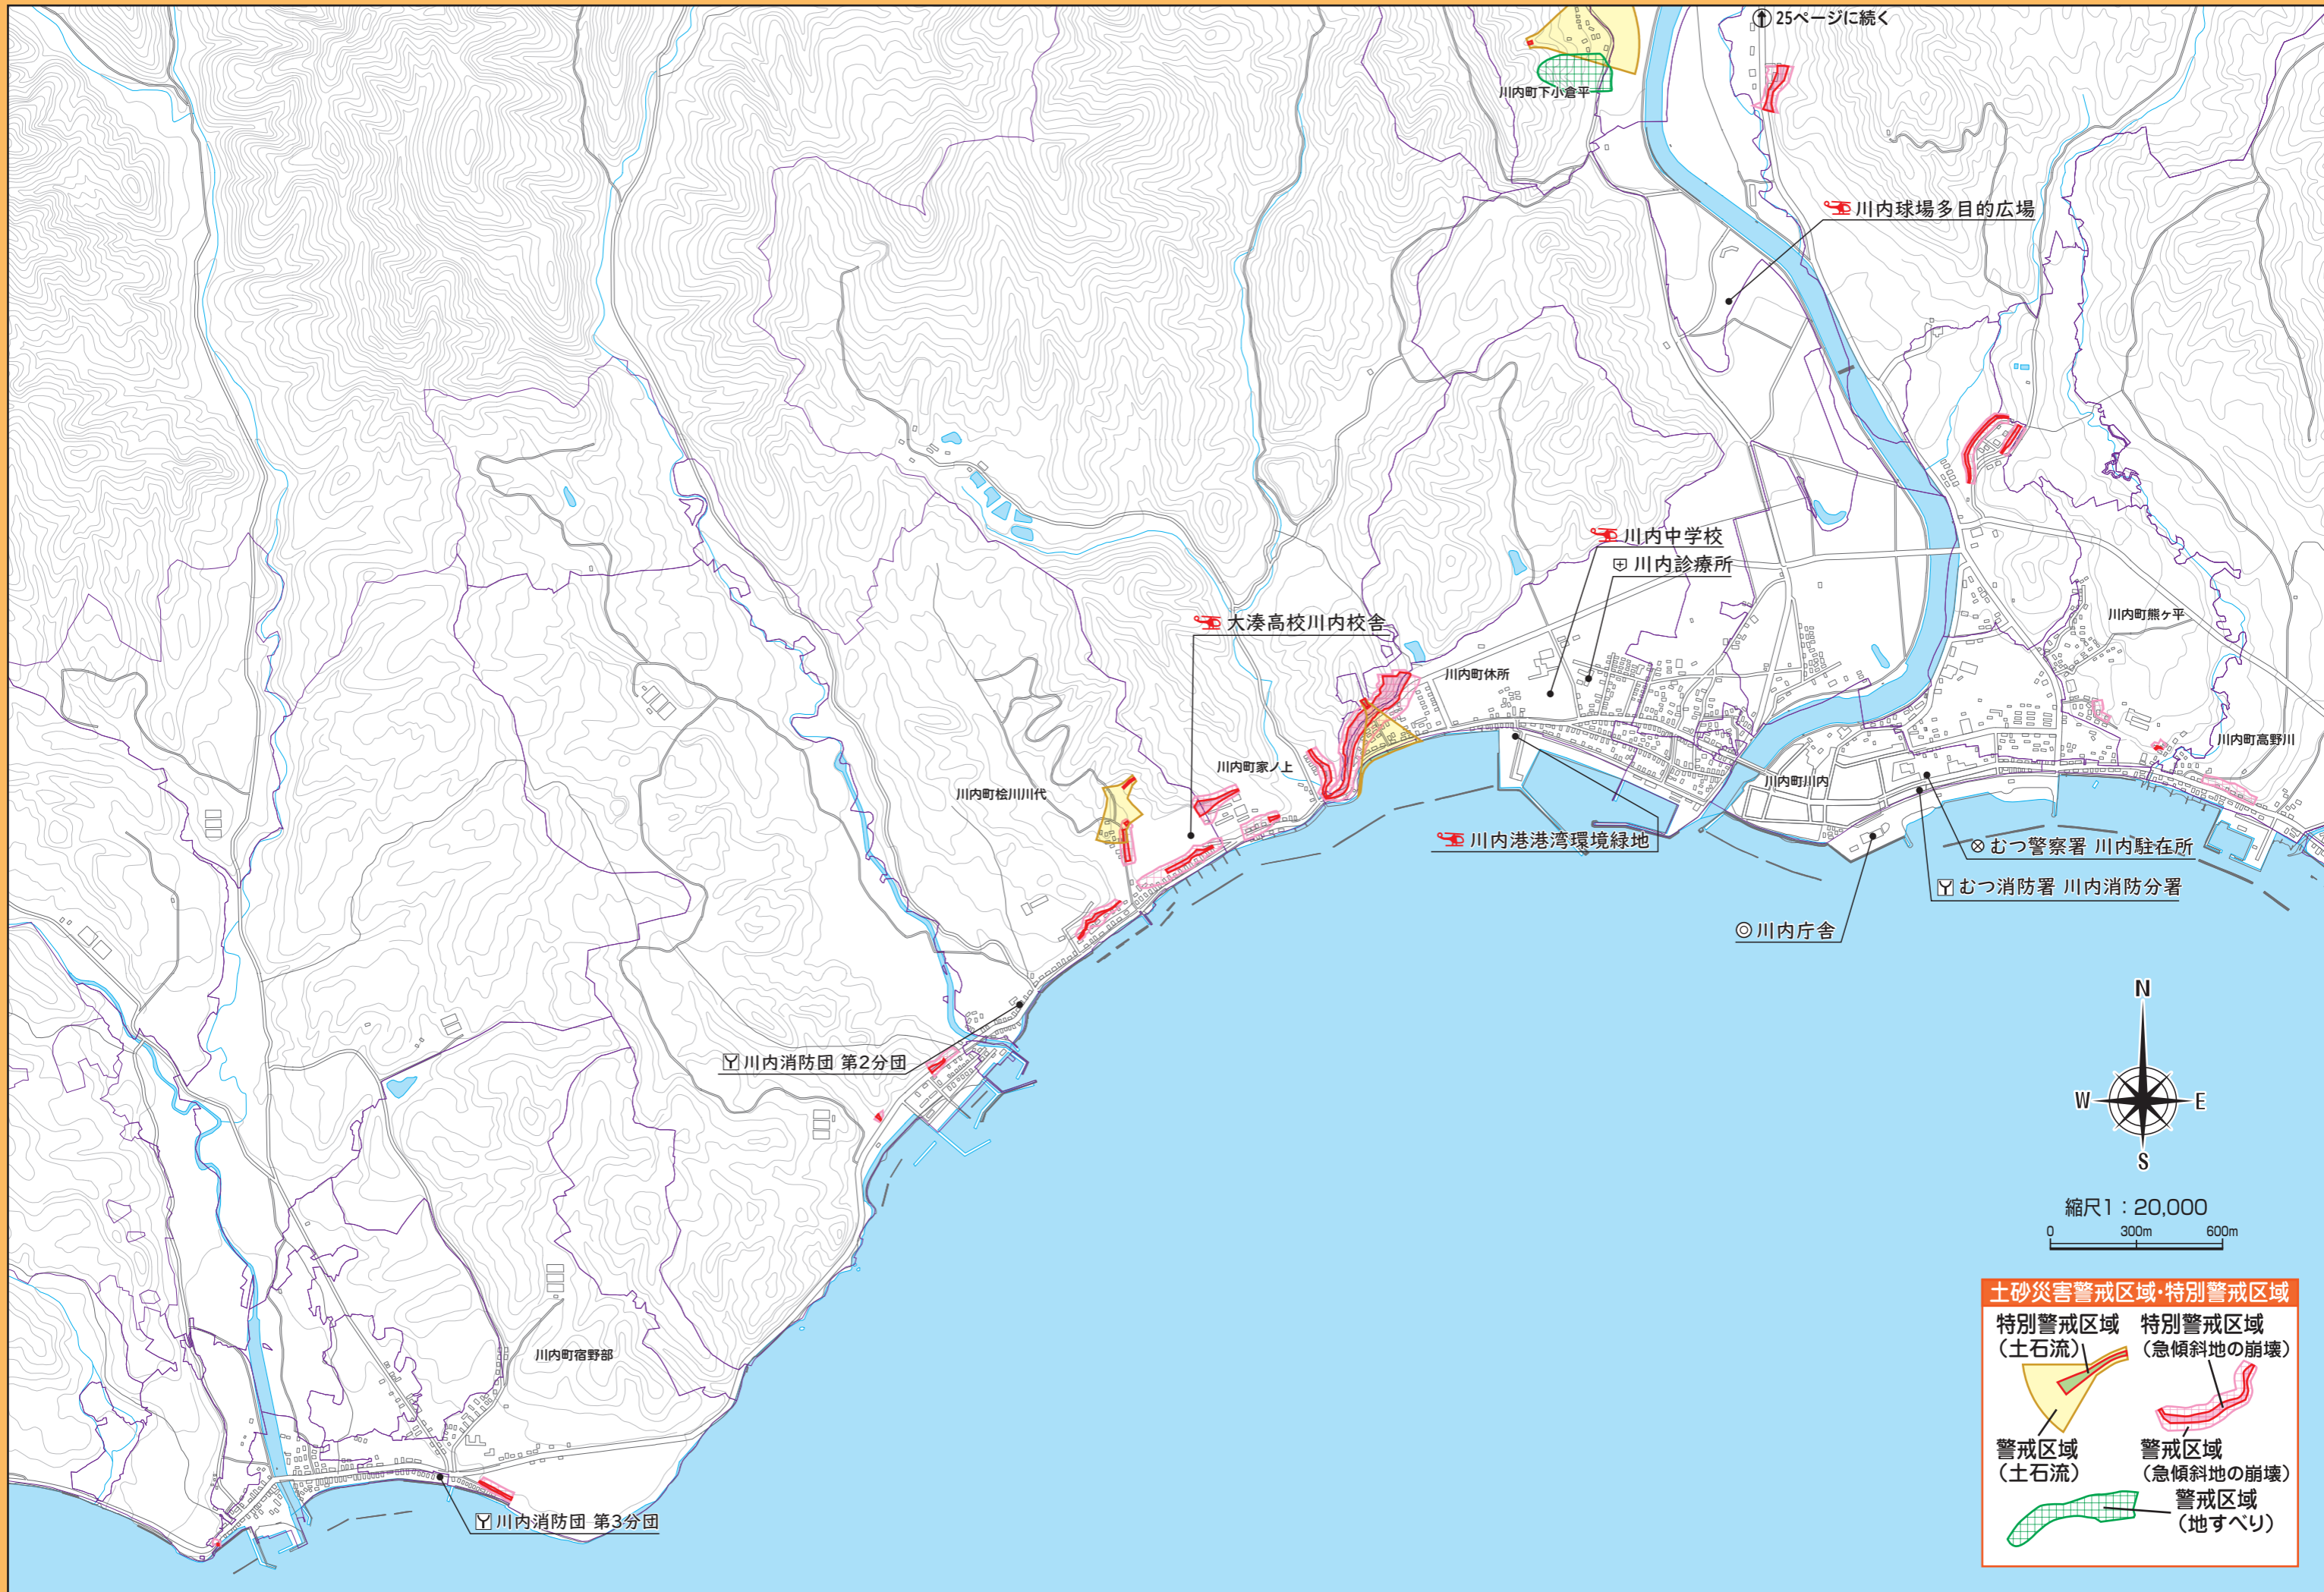 25ページに続く
川内町下小倉平
川内球場多目的広場
川内中学校
川内診療所
大湊高校川内校舎
川内町熊ヶ平
川内町休所
川内町高野川
川内町家ノ上
川内町川内
川内町桧川川代
川内港港湾環境緑地
むつ警察署 川内駐在所
むつ消防署 川内消防分署
川内庁舎
川内消防団 第2分団
N
W
E
S
縮尺1：20,000
0 300m 600m
川内町宿野部
川内消防団 第3分団
土砂災害警戒区域・特別警戒区域
特別警戒区域
（土石流）
特別警戒区域
（急傾斜地の崩壊）
警戒区域
（土石流）
警戒区域
（急傾斜地の崩壊）
警戒区域
（地すべり）